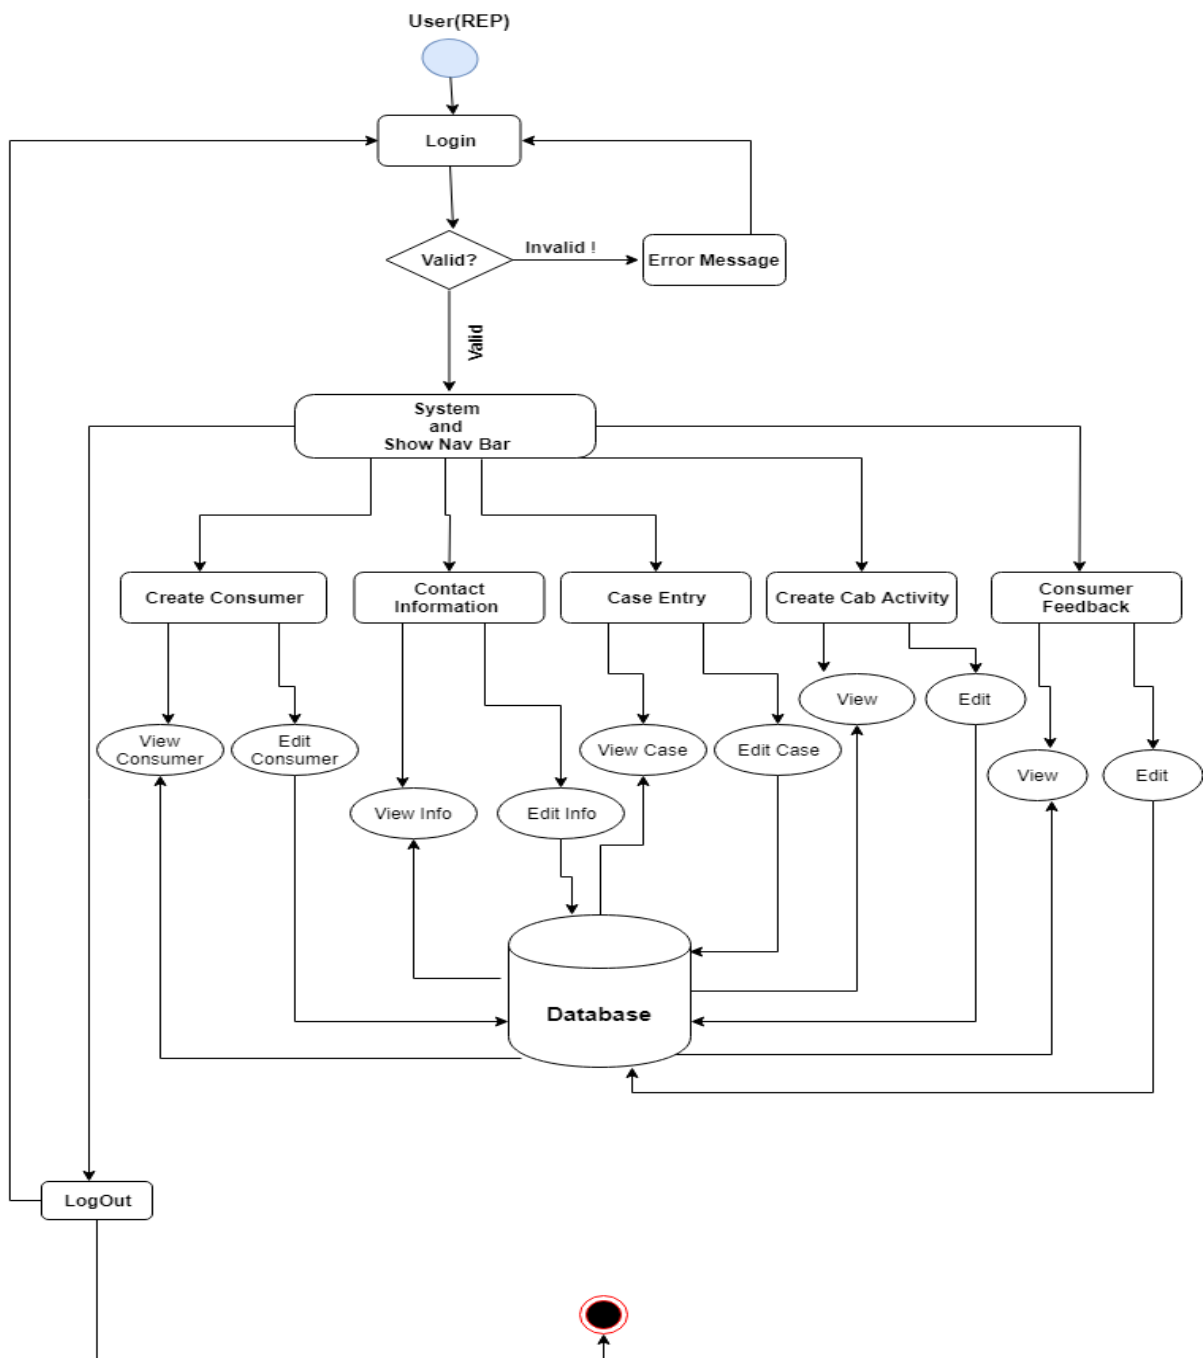 User(REP)
Login
Valid?
Invalid !
Error Message
Valid
System
and
Show Nav Bar
Create Consumer
Contact
Information
Case Entry
Create Cab Activity
Consumer
Feedback
View
Consumer
Edit
Consumer
View Info
Edit Info
View Case
Edit Case
View
Edit
View
Edit
Database
LogOut